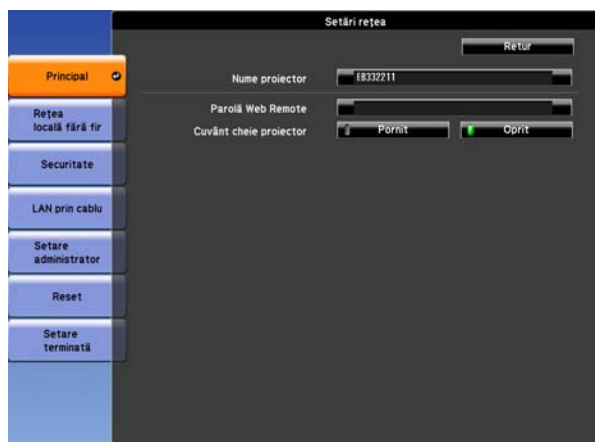 Setări rețea
Retur
Principal
Nume proiector EB332211
Parolă Web Remote
Cuvânt cheie proiector Pornit Oprit
Rețea
locală fără fir
Securitate
LAN prin cablu
Setare
administrator
Reset
Setare
terminată